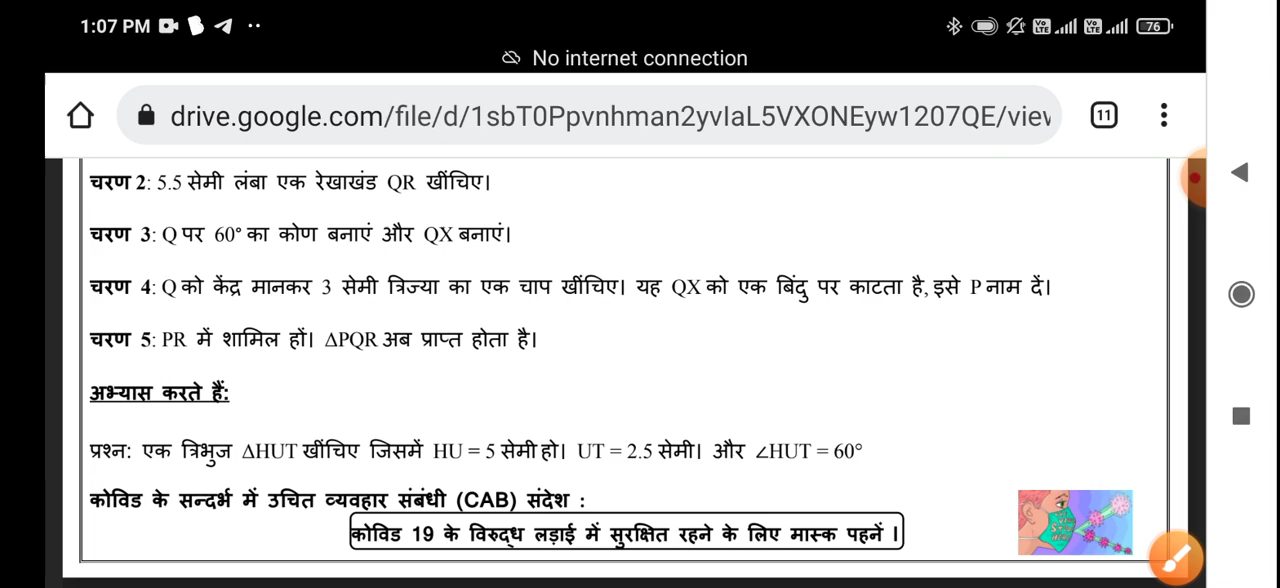 1:07 PM
76
No internet connection
drive.google.com/file/d/1sbT0Ppvnhman2yvIaL5VXONEyw1207QE/view
11
चरण 2: 5.5 सेमी लंबा एक रेखाखंड QR खींचिए।
चरण 3: Q पर 60° का कोण बनाएं और QX बनाएं।
चरण 4: Q को केंद्र मानकर 3 सेमी त्रिज्या का एक चाप खींचिए। यह QX को एक बिंदु पर काटता है, इसे P नाम दें।
चरण 5: PR में शामिल हों। ΔPQR अब प्राप्त होता है।
अभ्यास करते हैं:
प्रश्न: एक त्रिभुज ΔHUT खींचिए जिसमें HU = 5 सेमी हो। UT = 2.5 सेमी। और ∠HUT = 60°
कोविड के सन्दर्भ में उचित व्यवहार संबंधी (CAB) संदेश :
कोविड 19 के विरुद्ध लड़ाई में सुरक्षित रहने के लिए मास्क पहनें ।